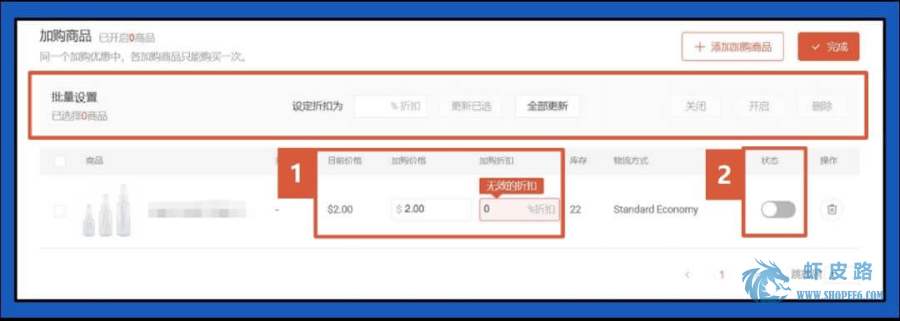 加购商品 已开启0商品
同一个加购优惠中，各加购商品只能购买一次。
＋ 添加加购商品
✓ 完成
批量设置
已选择0商品
设定折扣为 %折扣 更新已选 全部更新 关闭 开启 删除
商品 目前价格 加购价格 加购折扣 库存 物流方式 状态 操作
1
2
无效的折扣
- $2.00 $ 2.00 0 %折扣 22 Standard Economy
< 1
虾皮路
WWW.SHOPEE6.COM